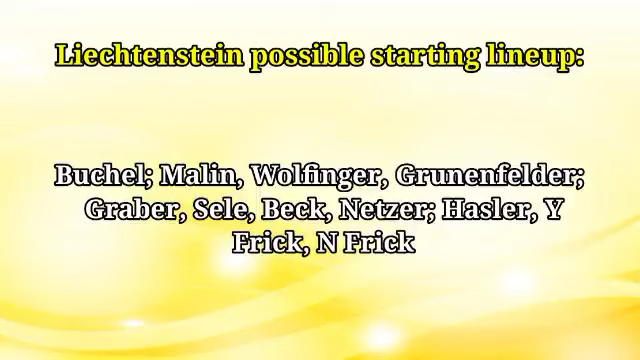 Liechtenstein possible starting lineup:
Buchel; Malin, Wolfinger, Grunenfelder;
Graber, Sele, Beck, Netzer; Hasler, Y
Frick, N Frick